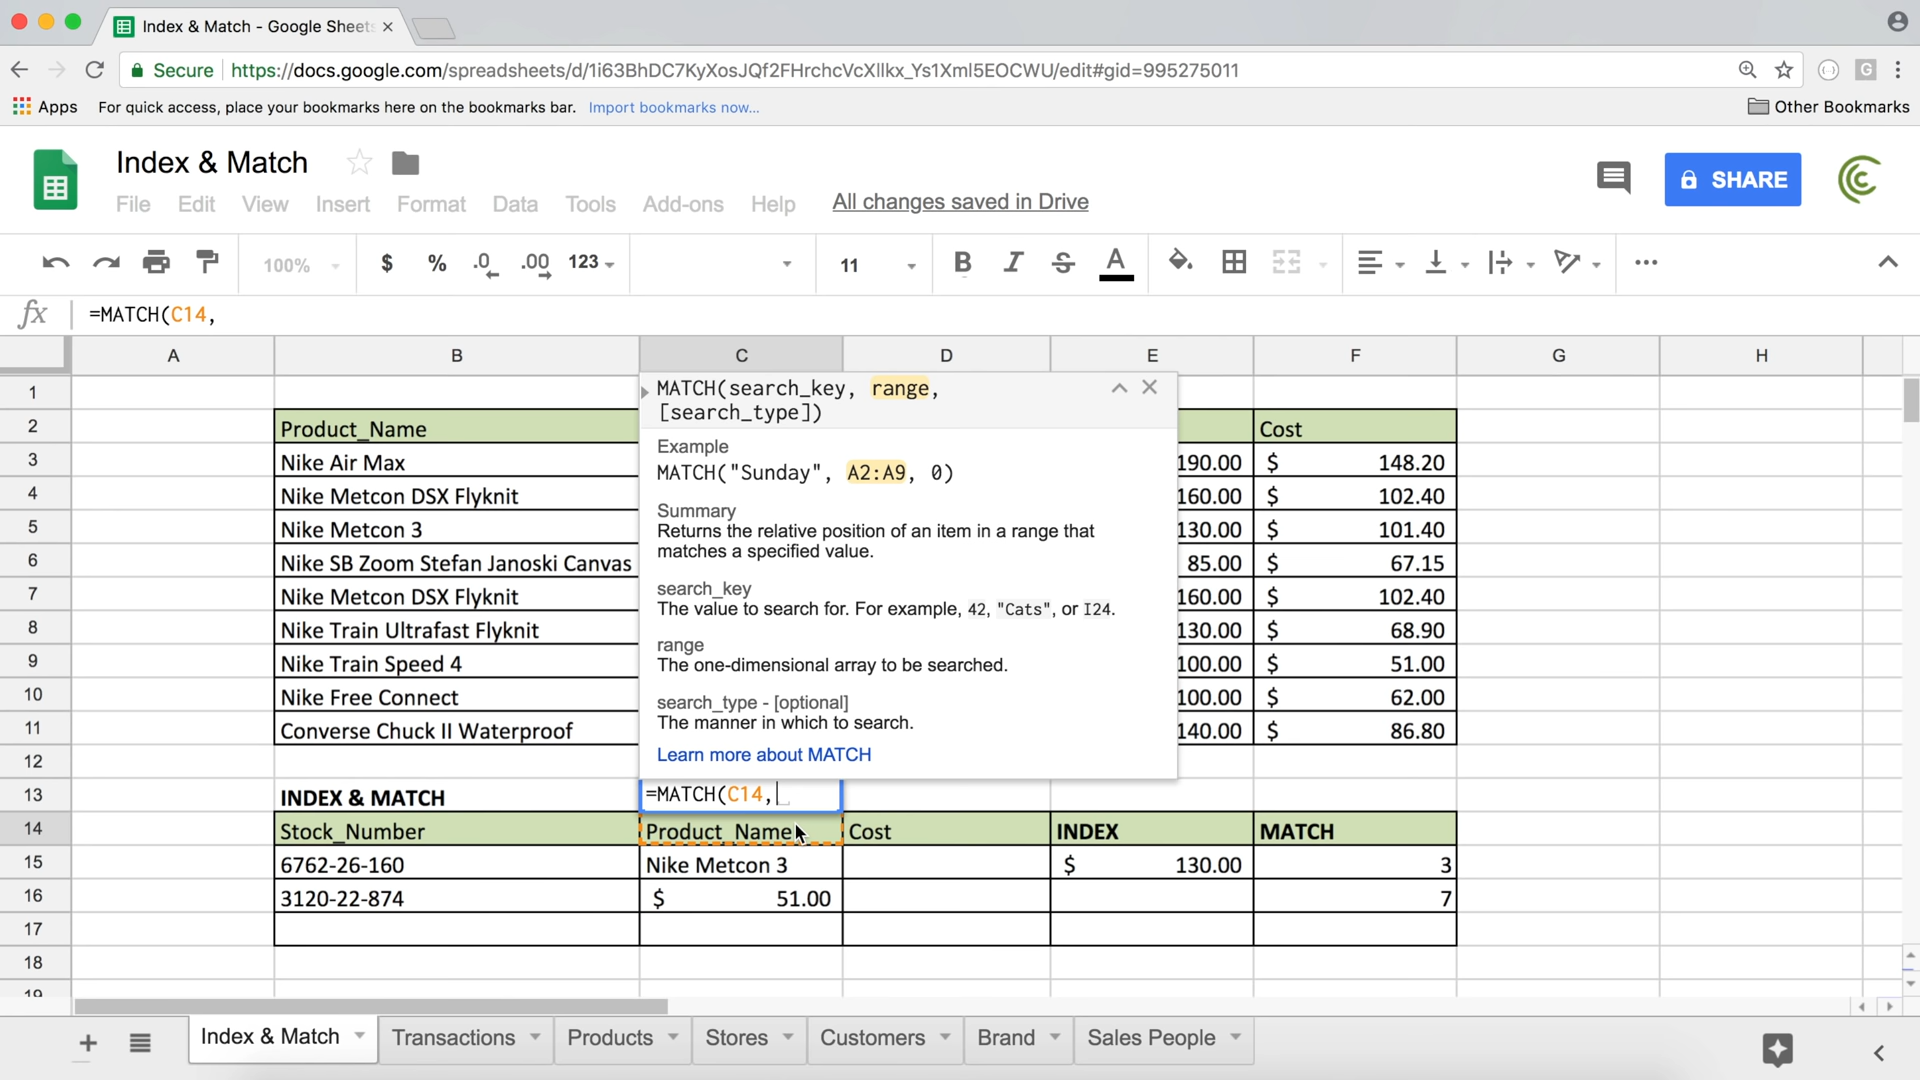 Index & Match - Google Sheets
Secure https://docs.google.com/spreadsheets/d/1i63BhDC7KyXosJQf2FHrchcVcXllkx_Ys1Xml5EOCWU/edit#gid=995275011
Apps For quick access, place your bookmarks here on the bookmarks bar. Import bookmarks now... Other Bookmarks
Index & Match
SHARE
File Edit View Insert Format Data Tools Add-ons Help All changes saved in Drive
100% $ % .0 .00 123 11 B I S A
fx =MATCH(C14,
A B C D E F G H
1
2 Product_Name Cost
3 Nike Air Max 190.00 $ 148.20
4 Nike Metcon DSX Flyknit 160.00 $ 102.40
5 Nike Metcon 3 130.00 $ 101.40
6 Nike SB Zoom Stefan Janoski Canvas 85.00 $ 67.15
7 Nike Metcon DSX Flyknit 160.00 $ 102.40
8 Nike Train Ultrafast Flyknit 130.00 $ 68.90
9 Nike Train Speed 4 100.00 $ 51.00
10 Nike Free Connect 100.00 $ 62.00
11 Converse Chuck II Waterproof 140.00 $ 86.80
MATCH(search_key, range,
[search_type])
Example
MATCH("Sunday", A2:A9, 0)
Summary
Returns the relative position of an item in a range that
matches a specified value.
search_key
The value to search for. For example, 42, "Cats", or I24.
range
The one-dimensional array to be searched.
search_type - [optional]
The manner in which to search.
Learn more about MATCH
12
13 INDEX & MATCH =MATCH(C14,
14 Stock_Number Product_Name Cost INDEX MATCH
15 6762-26-160 Nike Metcon 3 $ 130.00 3
16 3120-22-874 $ 51.00 7
17
18
19
Index & Match Transactions Products Stores Customers Brand Sales People